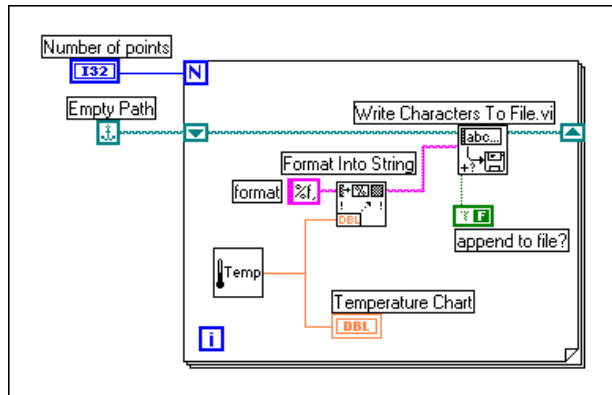 Number of points
I32
N
Empty Path
Write Characters To File.vi
abc...
+?
Format Into String
format
%f,
%
DBL
F
append to file?
Temp
Temperature Chart
DBL
i